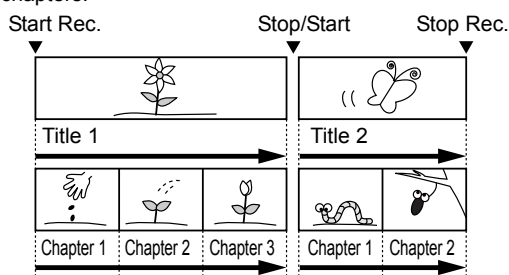 chapters.
Start Rec. Stop/Start Stop Rec.
Title 1 Title 2
Chapter 1 Chapter 2 Chapter 3 Chapter 1 Chapter 2